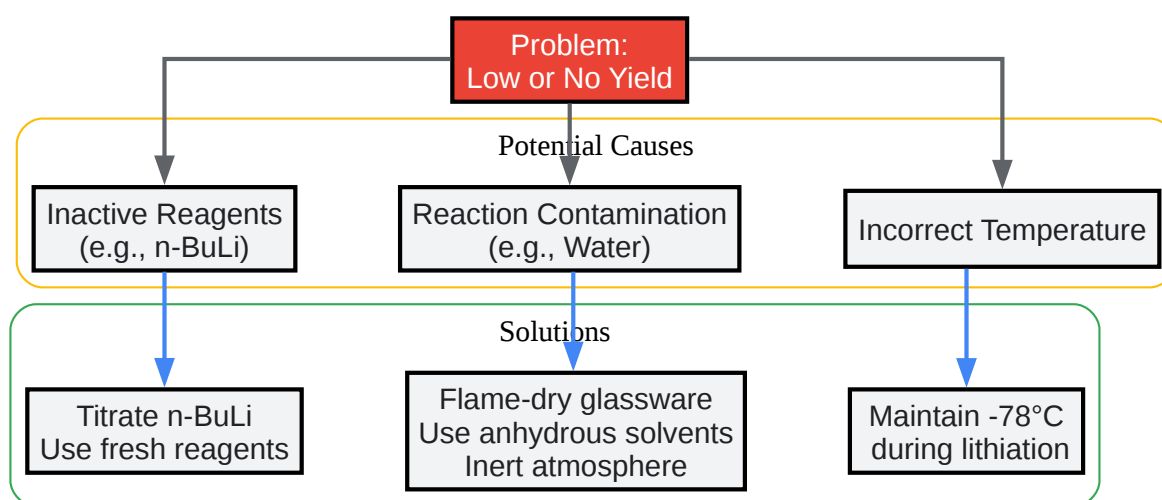 Problem:
Low or No Yield
Potential Causes
Inactive Reagents
(e.g., n-BuLi)
Reaction Contamination
(e.g., Water)
Incorrect Temperature
Solutions
Titrate n-BuLi
Use fresh reagents
Flame-dry glassware
Use anhydrous solvents
Inert atmosphere
Maintain -78°C
during lithiation